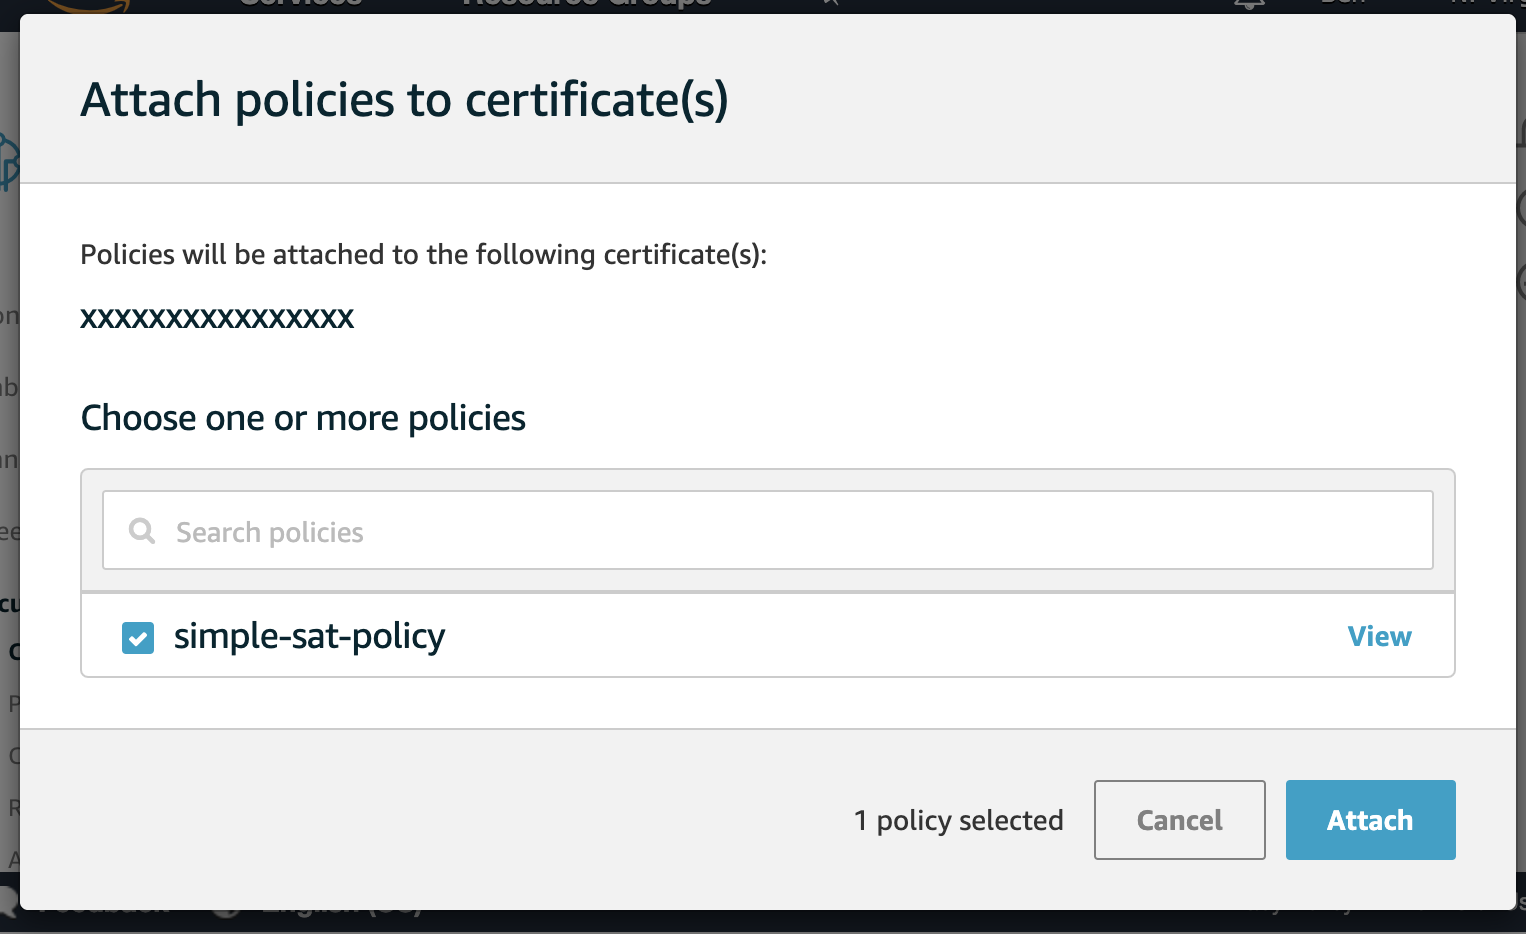 Attach policies to certificate(s)
Policies will be attached to the following certificate(s):
xxxxxxxxxxxxxxxx
Choose one or more policies
Search policies
simple-sat-policy
View
1 policy selected
Cancel
Attach